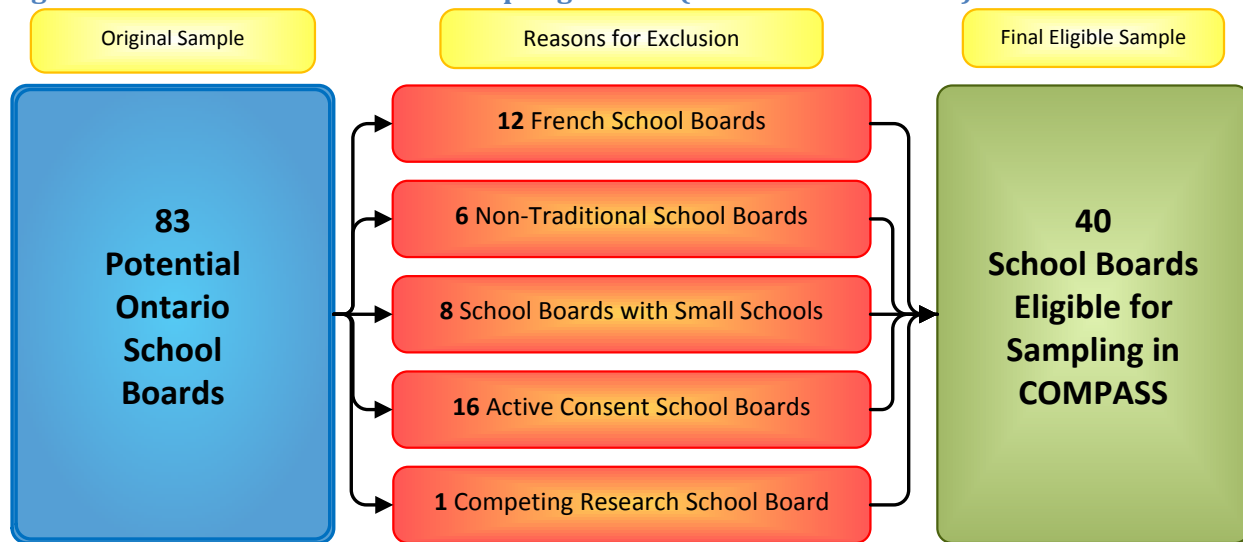 Original Sample
Reasons for Exclusion
Final Eligible Sample
83
Potential
Ontario
School
Boards
12 French School Boards
6 Non-Traditional School Boards
8 School Boards with Small Schools
16 Active Consent School Boards
1 Competing Research School Board
40
School Boards
Eligible for
Sampling in
COMPASS